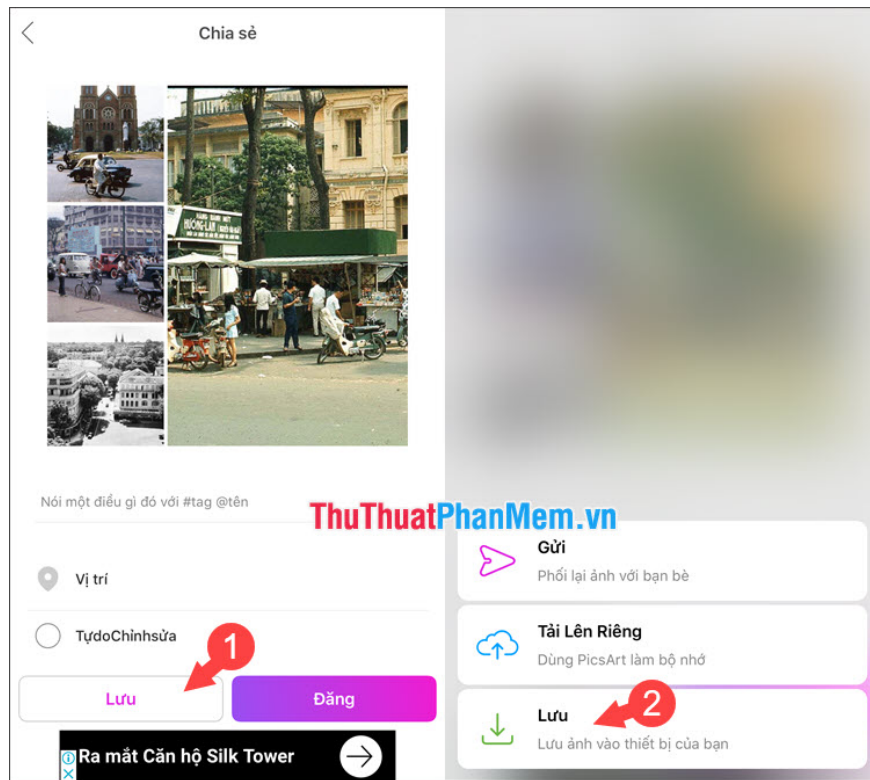 Chia sẻ
HƯƠNG-LAN
Nói một điều gì đó với #tag @tên
ThuThuatPhanMem.vn
Vị trí
TựdoChỉnhsửa
1
Lưu
Đăng
Ra mắt Căn hộ Silk Tower
Gửi
Phối lại ảnh với bạn bè
Tải Lên Riêng
Dùng PicsArt làm bộ nhớ
Lưu
2
Lưu ảnh vào thiết bị của bạn